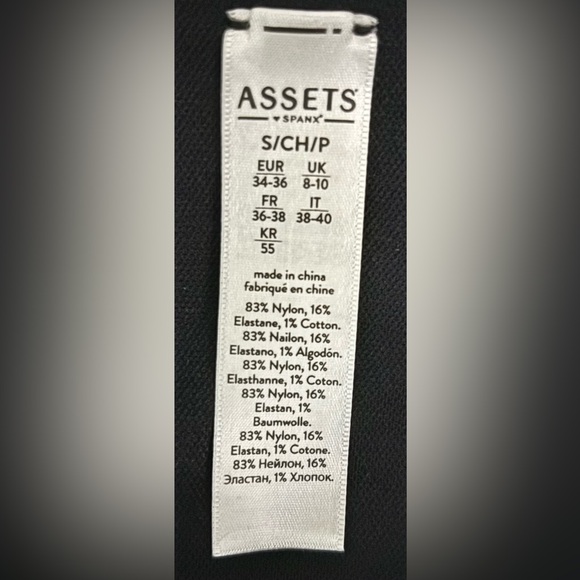 ASSETS
♥ SPANX®
S/CH/P
EUR UK
34-36 8-10
FR IT
36-38 38-40
KR
55
made in china
fabriqué en chine
83% Nylon, 16%
Elastane, 1% Cotton.
83% Nailon, 16%
Elastano, 1% Algodón.
83% Nylon, 16%
Elasthanne, 1% Coton.
83% Nylon, 16%
Elastan, 1%
Baumwolle.
83% Nylon, 16%
Elastan, 1% Cotone.
83% Нейлон, 16%
Эластан, 1% Хлопок.